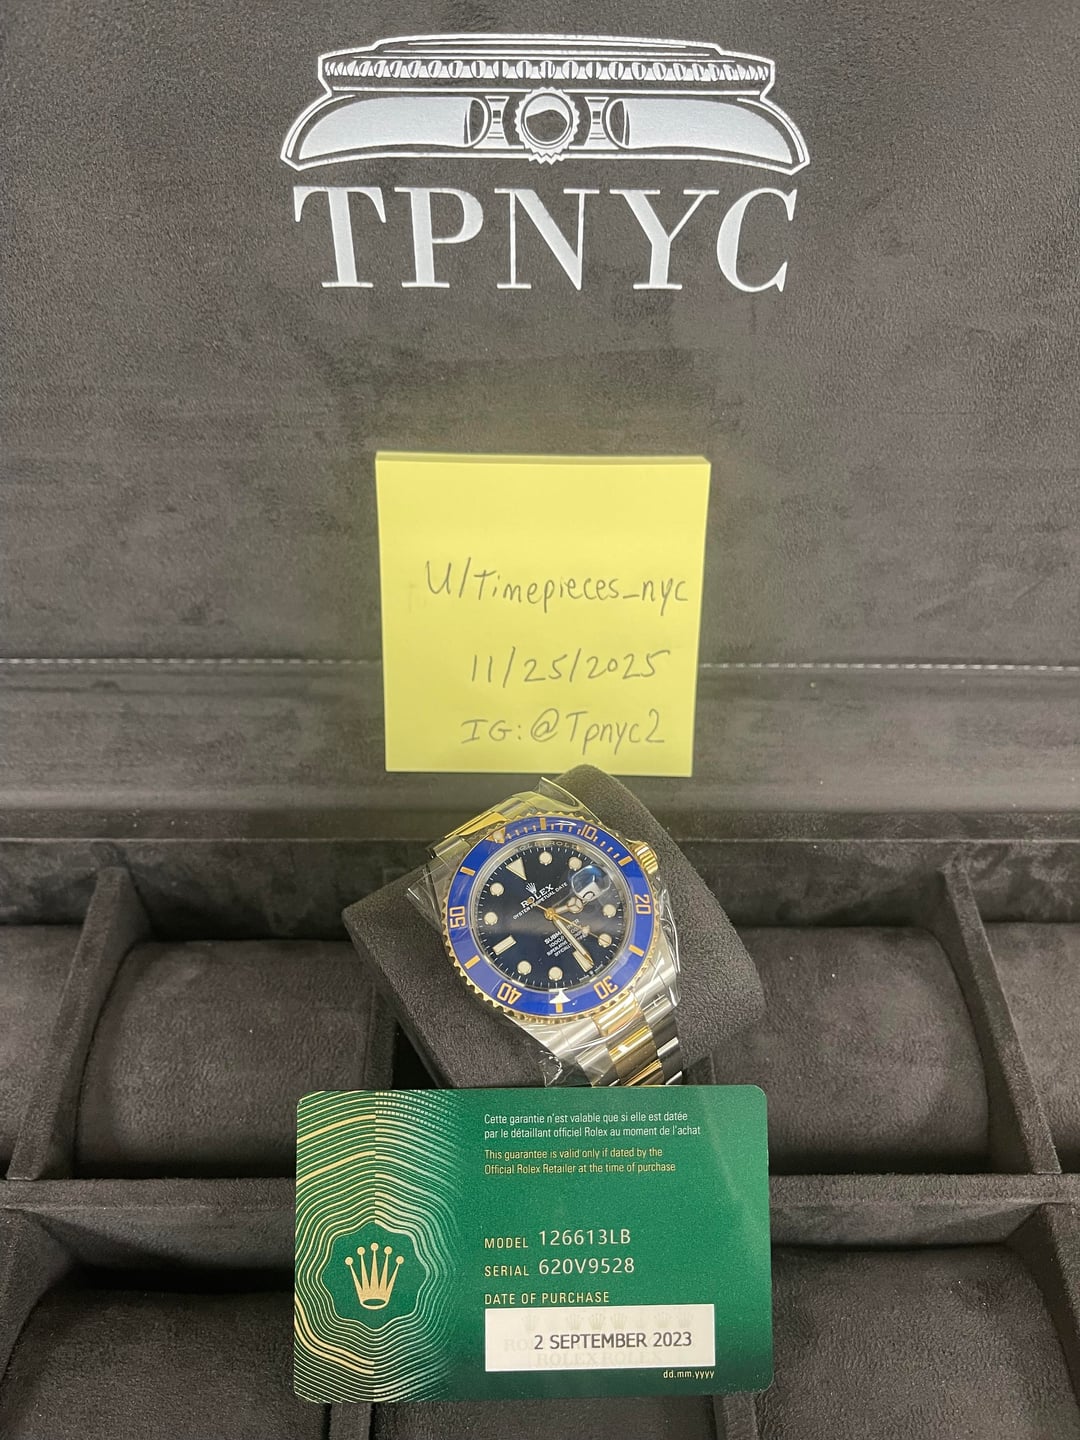 TPNYC
U/Timepieces_nyc
11/25/2025
IG:@Tpnyc2
10
20
30
40
50
ROLEX
OYSTER PERPETUAL DATE
Cette garantie n'est valable que si elle est datée
par le détaillant officiel Rolex au moment de l'achat
This guarantee is valid only if dated by the
Official Rolex Retailer at the time of purchase
MODEL 126613LB
SERIAL 620V9528
DATE OF PURCHASE
2 SEPTEMBER 2023
dd.mm.yyyy